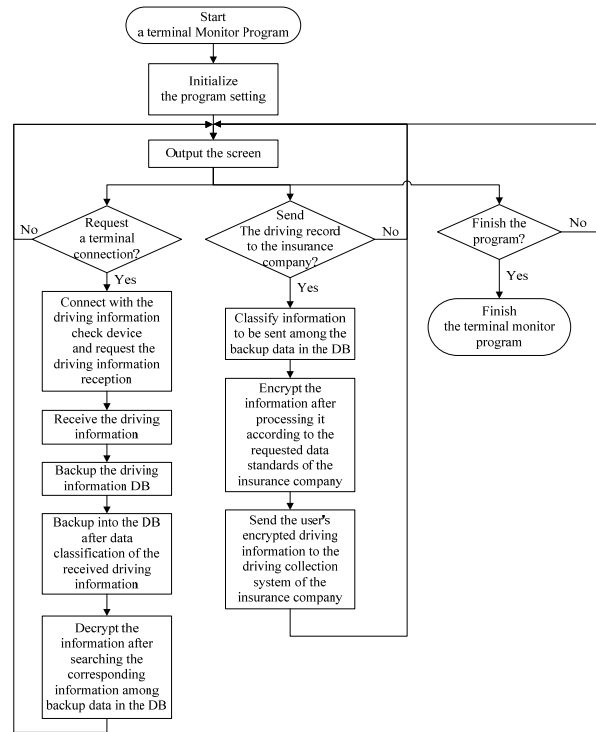 Start
a terminal Monitor Program
Initialize
the program setting
Output the screen
No
Request
a terminal
connection?
Yes
Send
The driving record
to the insurance
company?
No
Yes
Finish the
program?
No
Yes
Connect with the
driving information
check device
and request the
driving information
reception
Receive the driving
information
Backup the driving
information DB
Backup into the DB
after data
classification of the
received driving
information
Decrypt the
information after
searching the
corresponding
information among
backup data in the DB
Classify information
to be sent among the
backup data in the DB
Encrypt the
information after
processing it
according to the
requested data
standards of the
insurance company
Send the user's
encrypted driving
information to the
driving collection
system of the
insurance company
Finish
the terminal monitor
program